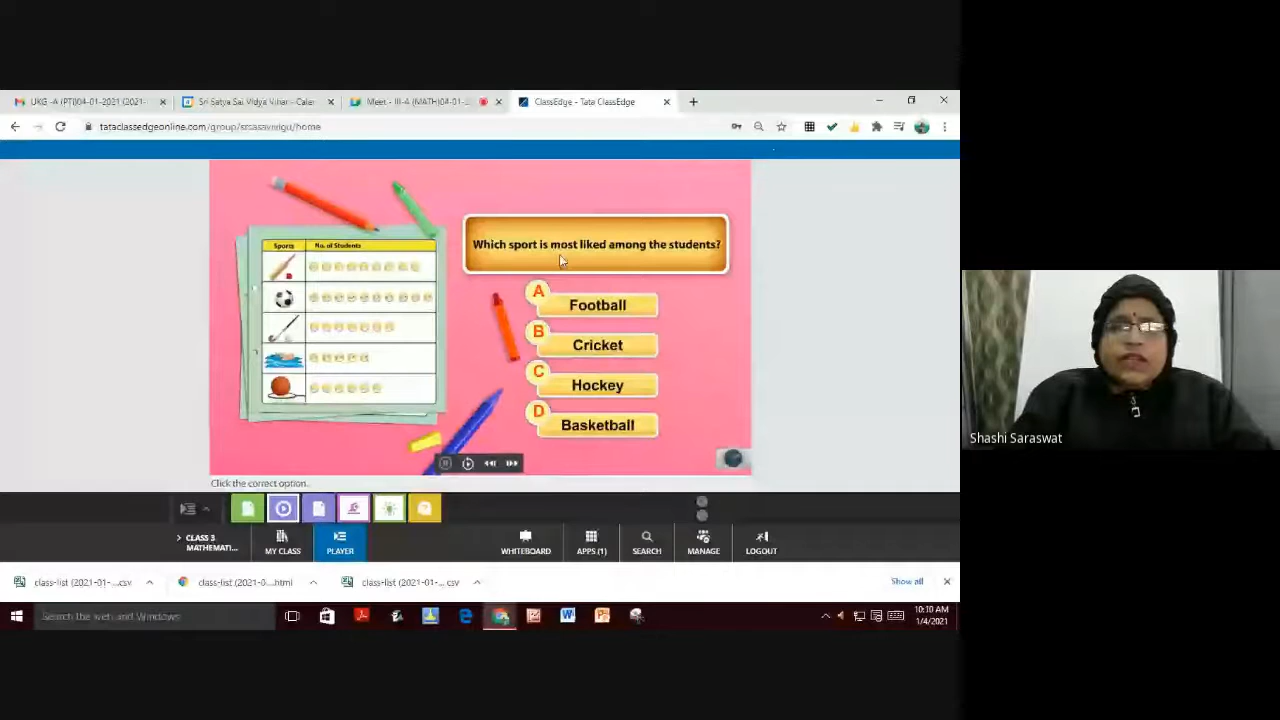 UKG -A (PTI)04-01-2021 (2021-
Sri Satya Sai Vidya Vihar - Caler
Meet - III-A (MATH)04-01-
ClassEdge - Tata ClassEdge
tataclassedgeonline.com/group/srsasavnrigu/home
Sports No. of Students
Which sport is most liked among the students?
A Football
B Cricket
C Hockey
D Basketball
Shashi Saraswat
Click the correct option.
CLASS 3
MATHEMATI...
MY CLASS
PLAYER
WHITEBOARD
APPS (1)
SEARCH
MANAGE
LOGOUT
class-list (2021-01-....csv
class-list (2021-0....html
class-list (2021-01-....csv
Show all
Search the web and Windows
10:10 AM
1/4/2021